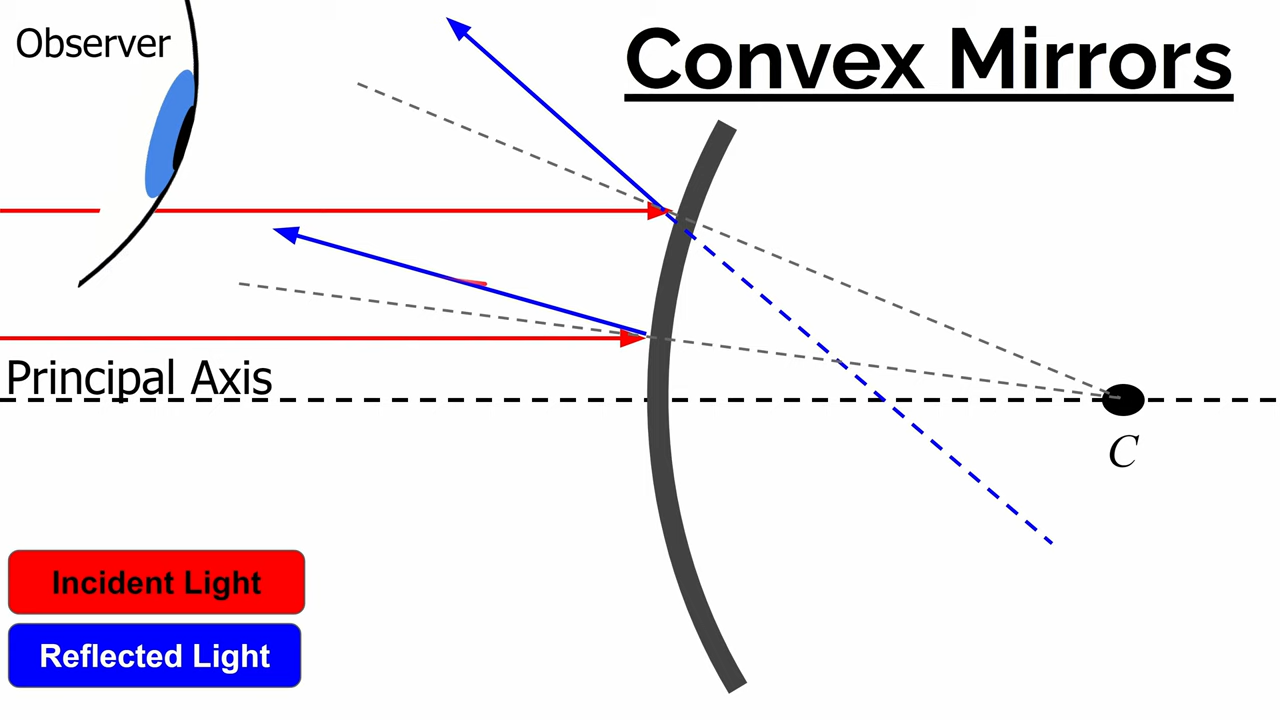 Observer
Convex Mirrors
Principal Axis
C
Incident Light
Reflected Light